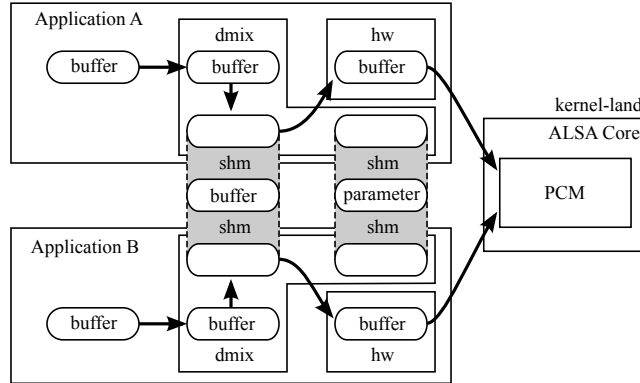 Application A
dmix
hw
buffer
buffer
buffer
kernel-land
ALSA Core
shm
shm
buffer
parameter
PCM
shm
shm
Application B
buffer
buffer
buffer
dmix
hw